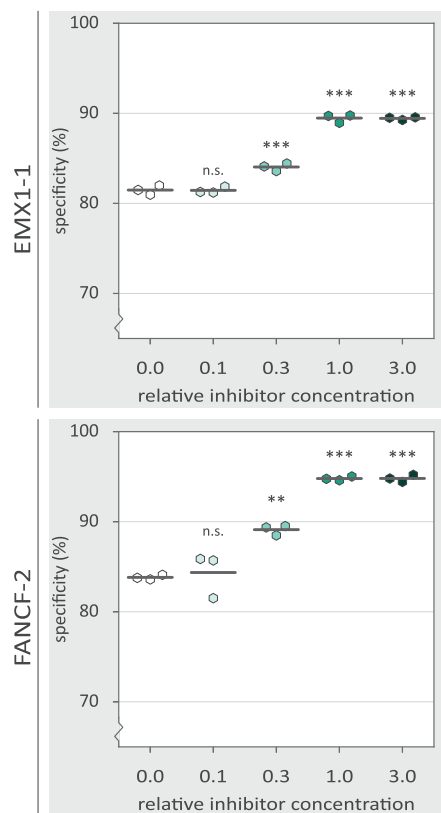 EMX1-1
specificity (%)
100
90
80
70
n.s.
***
***
***
0.0 0.1 0.3 1.0 3.0
relative inhibitor concentration
FANCF-2
specificity (%)
100
90
80
70
n.s.
**
***
***
0.0 0.1 0.3 1.0 3.0
relative inhibitor concentration